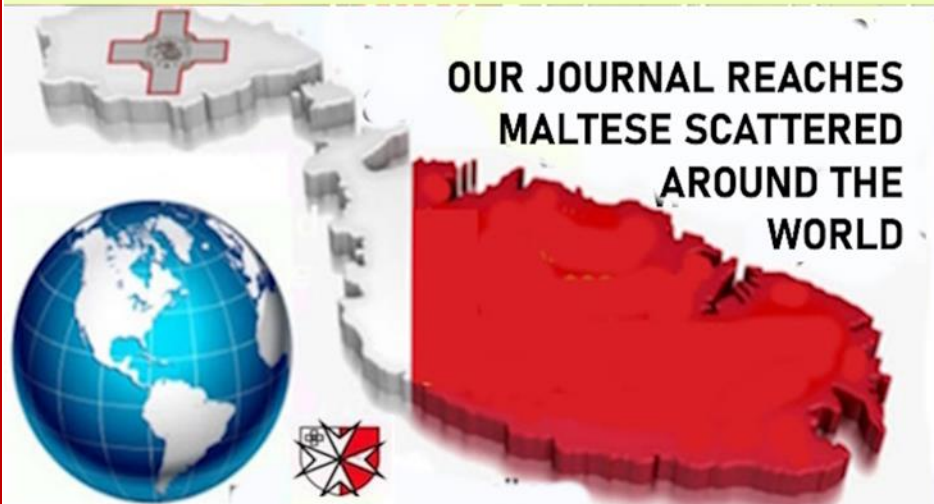 OUR JOURNAL REACHES
MALTESE SCATTERED
AROUND THE
WORLD